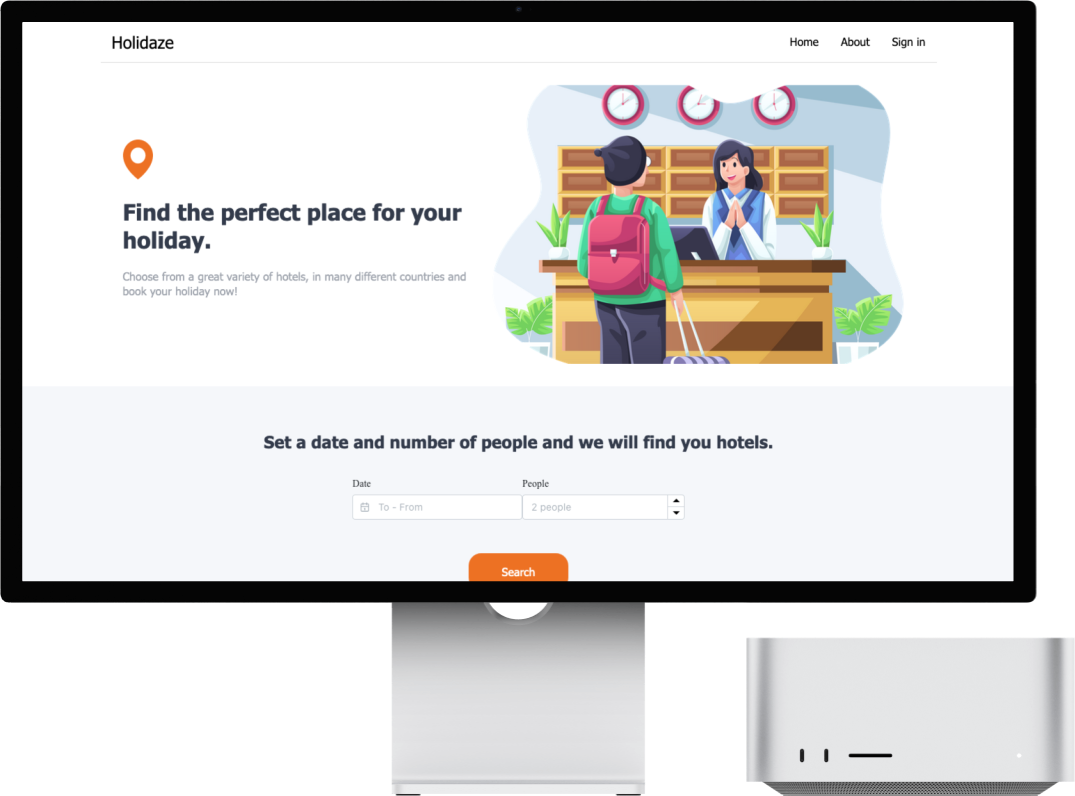 Holidaze
Home About Sign in
Find the perfect place for your
holiday.
Choose from a great variety of hotels, in many different countries and
book your holiday now!
Set a date and number of people and we will find you hotels.
Date People
To - From 2 people
Search